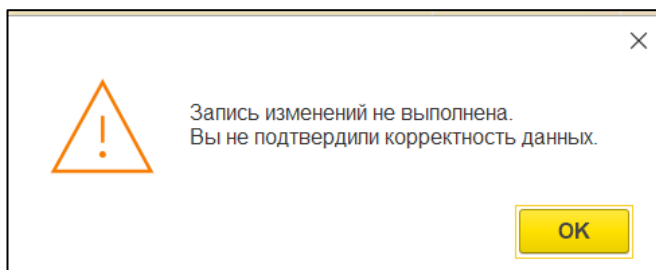 Запись изменений не выполнена.
Вы не подтвердили корректность данных.
OK